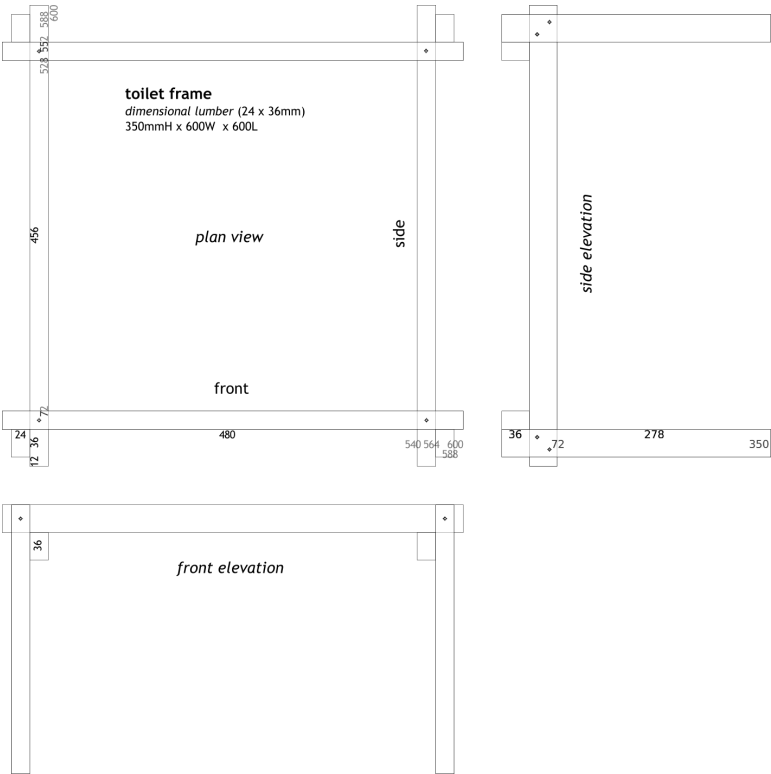 588
600
552
528
toilet frame
dimensional lumber (24 x 36mm)
350mmH x 600W x 600L
456
plan view
side
side elevation
front
72
24
36
12
480
540 564 600
588
36
72
278
350
36
front elevation